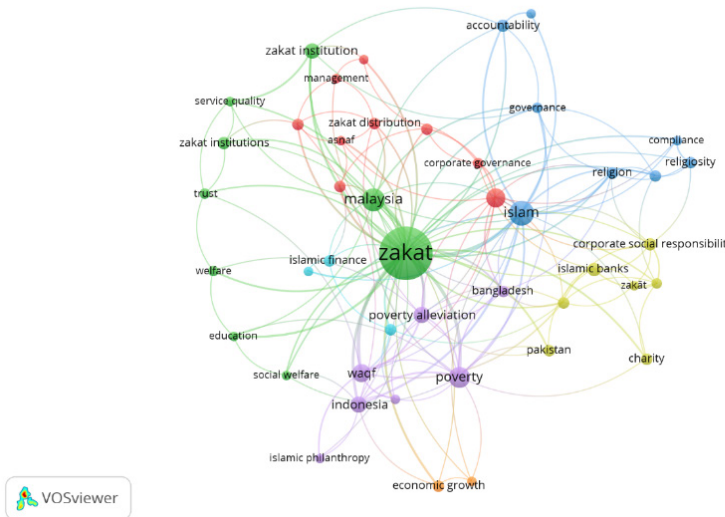 accountability
zakat institution
management
service quality
governance
zakat distribution
zakat institutions
asnaf
compliance
corporate governance
religiosity
religion
trust
malaysia
islam
corporate social responsibilit
zakat
islamic finance
islamic banks
welfare
zakāt
bangladesh
poverty alleviation
education
pakistan
charity
social welfare
waqf
poverty
indonesia
islamic philanthropy
economic growth
VOSviewer